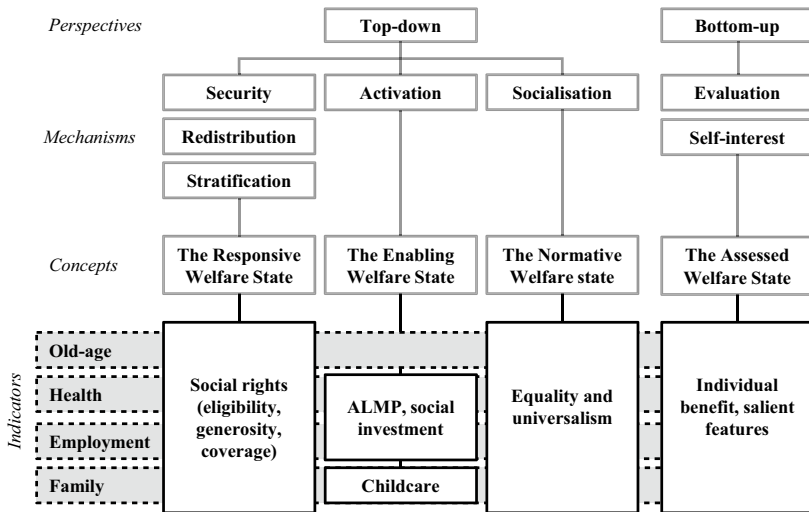 Perspectives
Top-down
Bottom-up
Security
Activation
Socialisation
Evaluation
Mechanisms
Redistribution
Self-interest
Stratification
Concepts
The Responsive
Welfare State
The Enabling
Welfare State
The Normative
Welfare state
The Assessed
Welfare State
Indicators
Old-age
Health
Employment
Family
Social rights
(eligibility,
generosity,
coverage)
ALMP, social
investment
Childcare
Equality and
universalism
Individual
benefit, salient
features